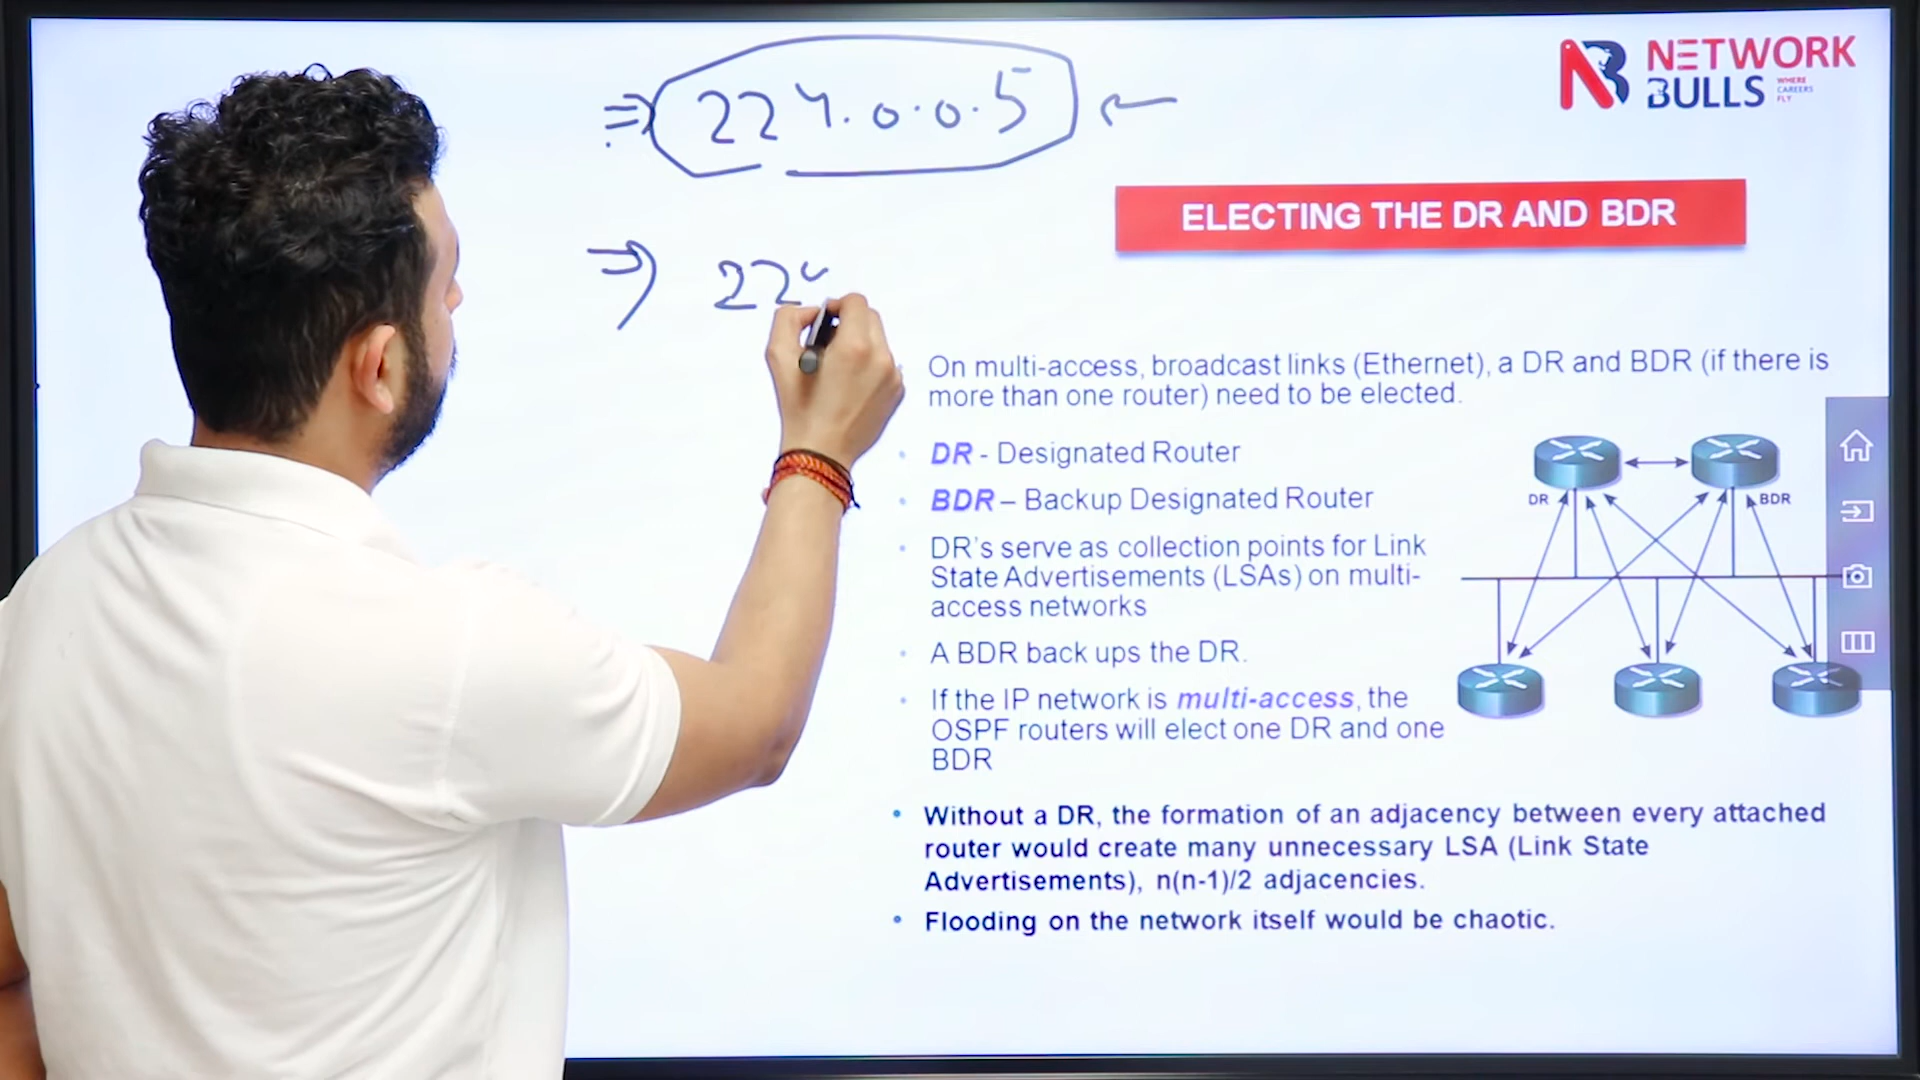 ⇒ 224.0.0.5 ←
NETWORK
BULLS
WHERE
CAREERS
FLY
ELECTING THE DR AND BDR
⇒ 224
On multi-access, broadcast links (Ethernet), a DR and BDR (if there is
more than one router) need to be elected.
• DR - Designated Router
• BDR – Backup Designated Router
• DR's serve as collection points for Link
State Advertisements (LSAs) on multi-
access networks
• A BDR back ups the DR.
• If the IP network is multi-access, the
OSPF routers will elect one DR and one
BDR
DR
BDR
• Without a DR, the formation of an adjacency between every attached
router would create many unnecessary LSA (Link State
Advertisements), n(n-1)/2 adjacencies.
• Flooding on the network itself would be chaotic.